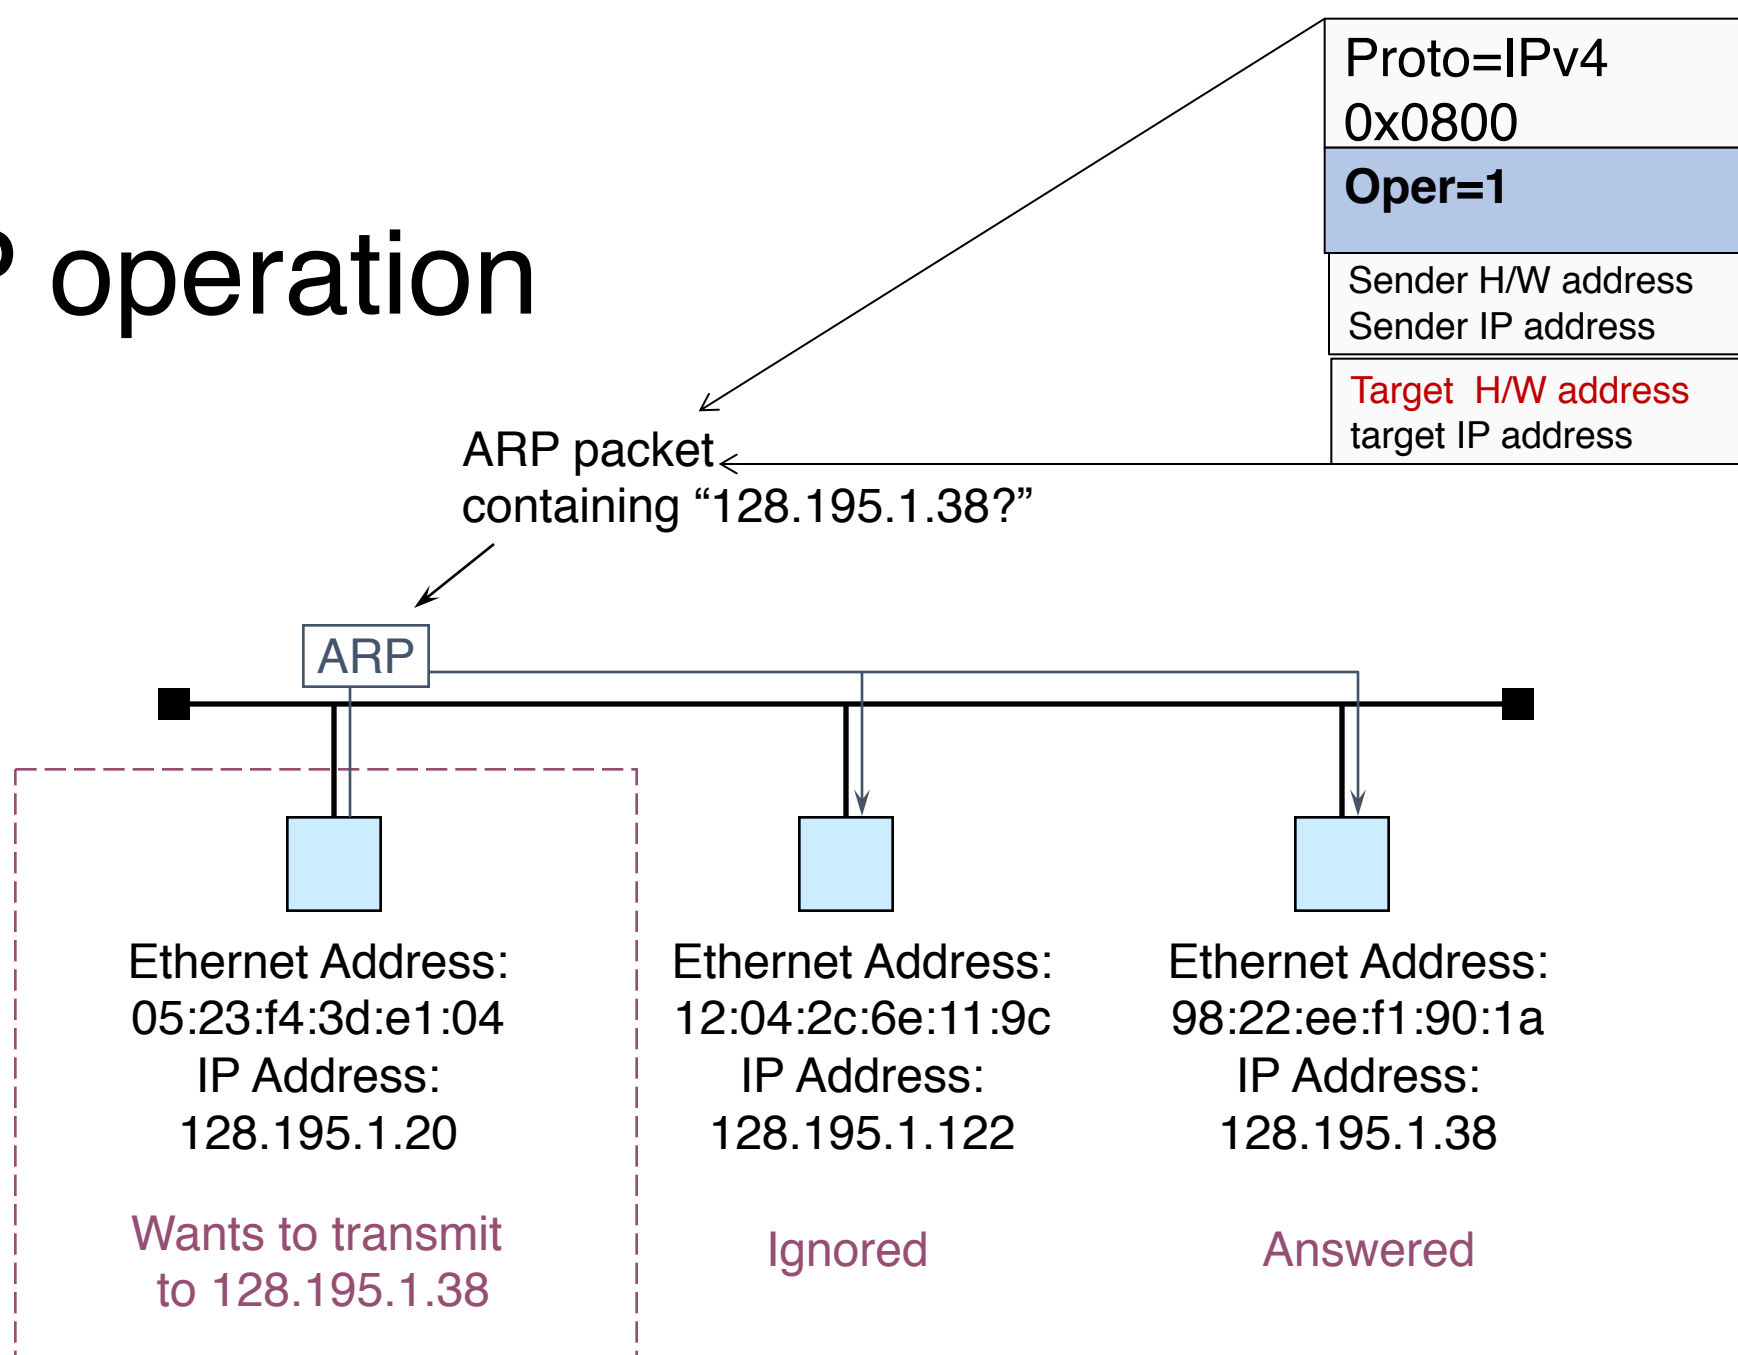 Proto=IPv4
0x0800
Oper=1
Sender H/W address
Sender IP address
Target H/W address
target IP address
P operation
ARP packet
containing “128.195.1.38?”
ARP
Ethernet Address:
05:23:f4:3d:e1:04
IP Address:
128.195.1.20
Wants to transmit
to 128.195.1.38
Ethernet Address:
12:04:2c:6e:11:9c
IP Address:
128.195.1.122
Ignored
Ethernet Address:
98:22:ee:f1:90:1a
IP Address:
128.195.1.38
Answered